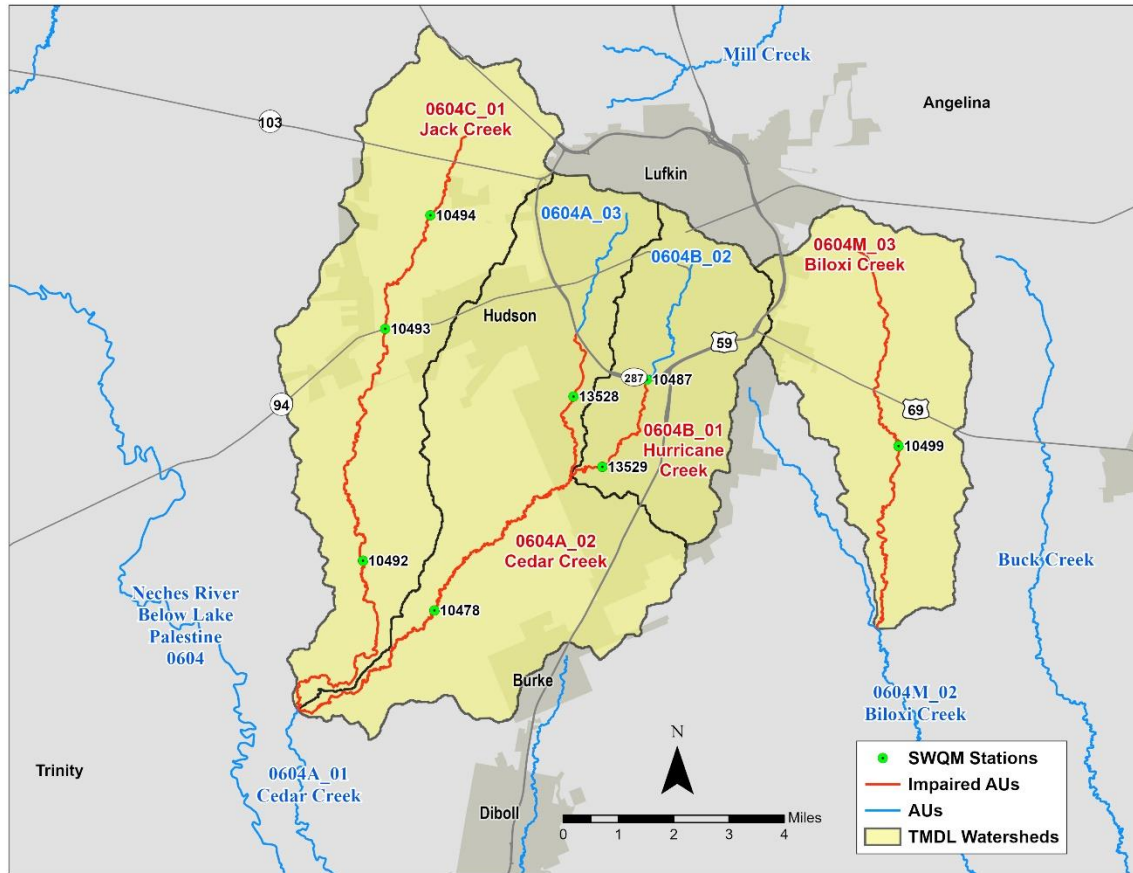 Mill Creek
Angelina
103
0604C_01
Jack Creek
Lufkin
10494
0604A_03
0604M_03
Biloxi Creek
0604B_02
10493
Hudson
59
287
10487
94
13528
69
0604B_01
Hurricane
Creek
10499
13529
0604A_02
Cedar Creek
10492
Buck Creek
Neches River
Below Lake
Palestine
0604
10478
Burke
0604M_02
Biloxi Creek
N
Trinity
0604A_01
Cedar Creek
Diboll
Miles
0 1 2 3 4
SWQM Stations
Impaired AUs
AUs
TMDL Watersheds